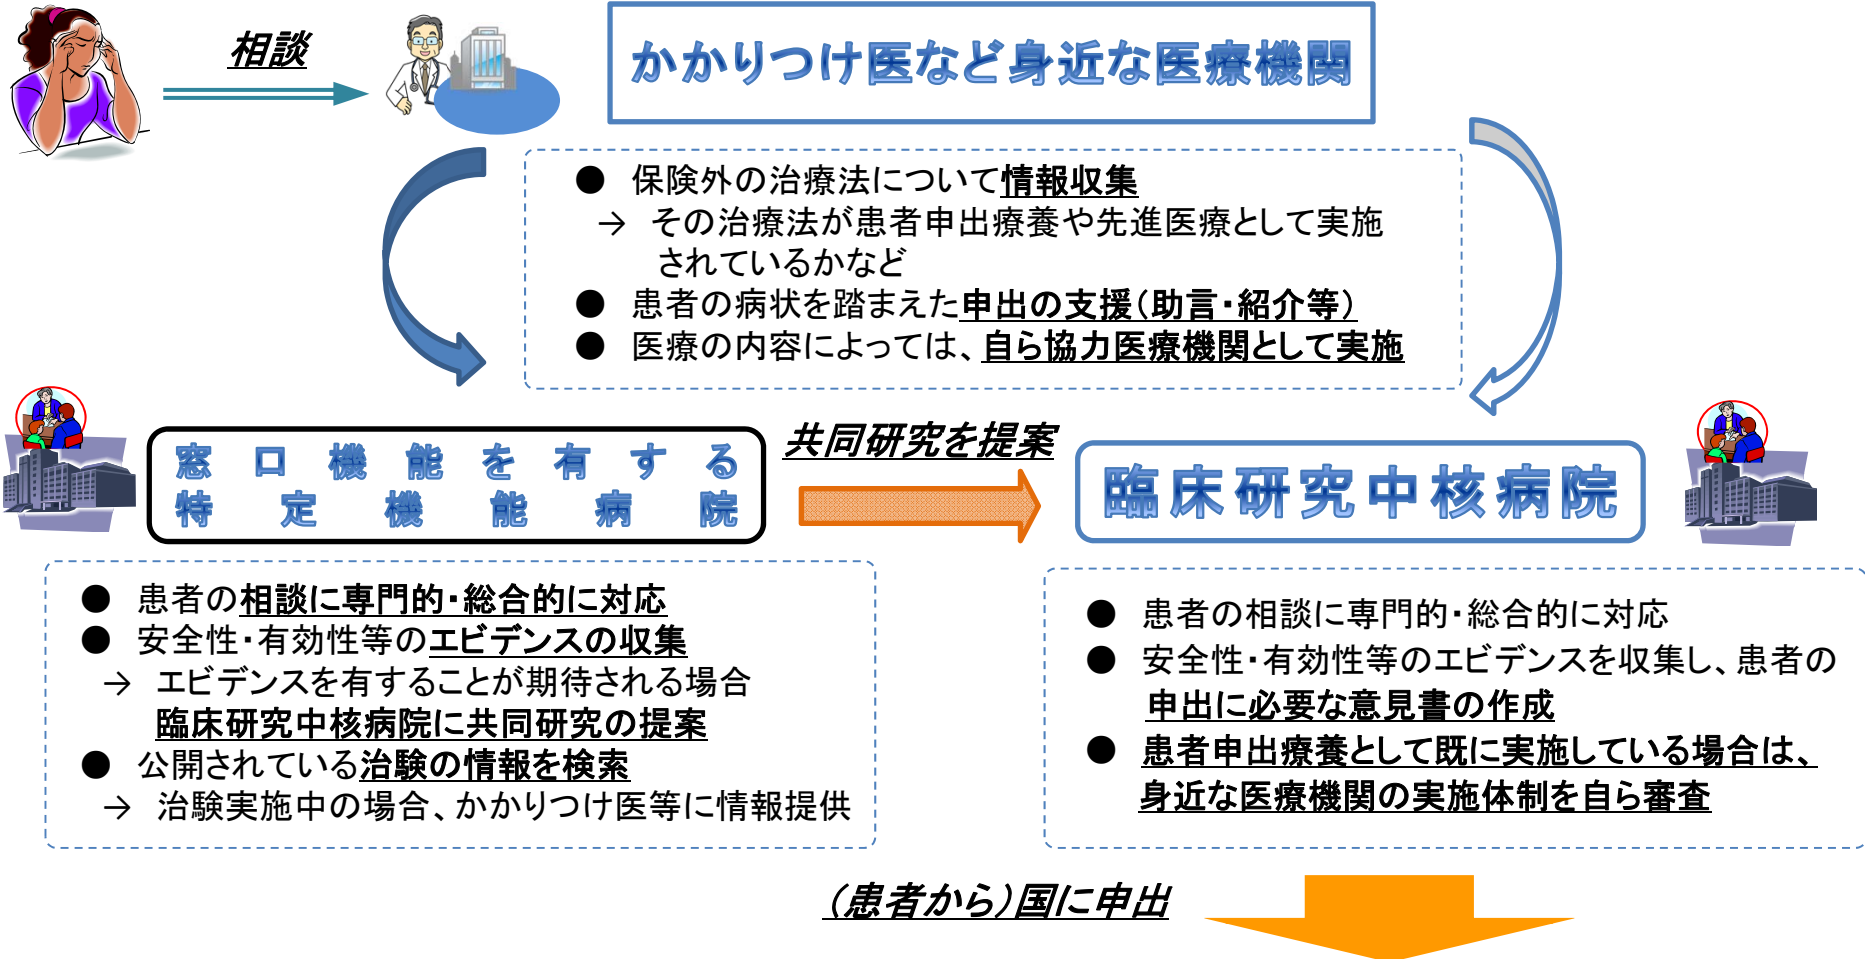 相談
かかりつけ医など身近な医療機関
● 保険外の治療法について情報収集
→ その治療法が患者申出療養や先進医療として実施
されているかなど
● 患者の病状を踏まえた申出の支援(助言・紹介等)
● 医療の内容によっては、自ら協力医療機関として実施
窓口機能を有する
特定機能病院
共同研究を提案
臨床研究中核病院
● 患者の相談に専門的・総合的に対応
● 安全性・有効性等のエビデンスの収集
→ エビデンスを有することが期待される場合
臨床研究中核病院に共同研究の提案
● 公開されている治験の情報を検索
→ 治験実施中の場合、かかりつけ医等に情報提供
● 患者の相談に専門的・総合的に対応
● 安全性・有効性等のエビデンスを収集し、患者の
申出に必要な意見書の作成
● 患者申出療養として既に実施している場合は、
身近な医療機関の実施体制を自ら審査
(患者から)国に申出